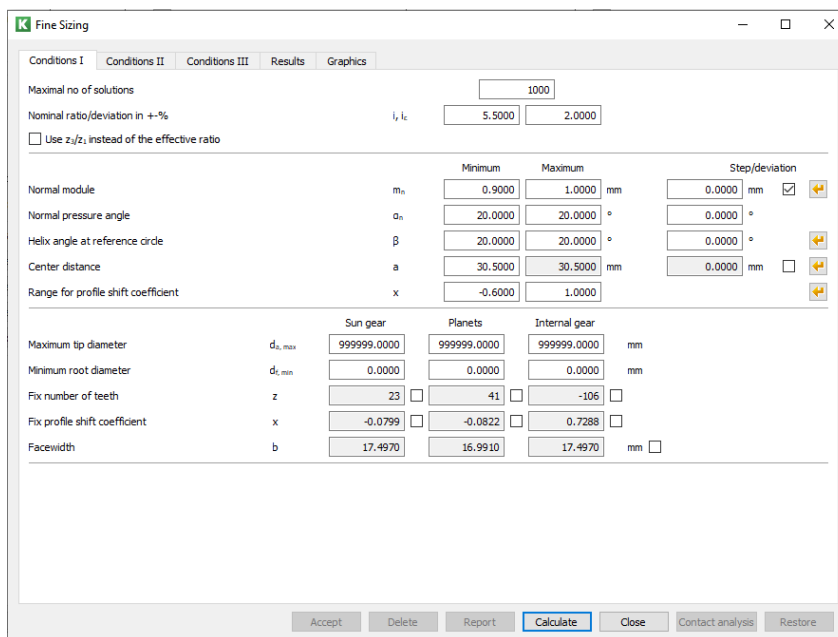 K Fine Sizing
Conditions I Conditions II Conditions III Results Graphics
Maximal no of solutions 1000
Nominal ratio/deviation in +-% i, iε 5.5000 2.0000
Use z₃/z₁ instead of the effective ratio
Minimum Maximum Step/deviation
Normal module mₙ 0.9000 1.0000 mm 0.0000 mm
Normal pressure angle αₙ 20.0000 20.0000 ° 0.0000 °
Helix angle at reference circle β 20.0000 20.0000 ° 0.0000 °
Center distance a 30.5000 30.5000 mm 0.0000 mm
Range for profile shift coefficient x -0.6000 1.0000
Sun gear Planets Internal gear
Maximum tip diameter da, max 999999.0000 999999.0000 999999.0000 mm
Minimum root diameter df, min 0.0000 0.0000 0.0000 mm
Fix number of teeth z 23 41 -106
Fix profile shift coefficient x -0.0799 -0.0822 0.7288
Facewidth b 17.4970 16.9910 17.4970 mm
Accept Delete Report Calculate Close Contact analysis Restore